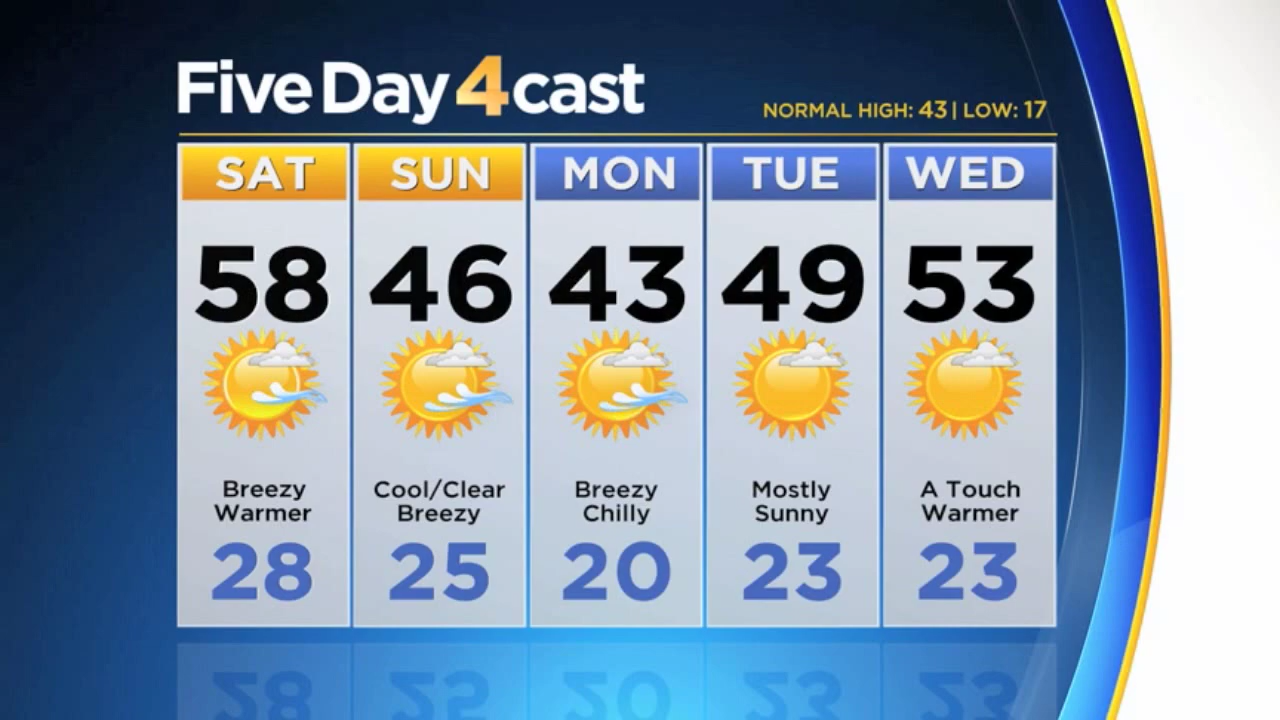 Five Day 4cast
NORMAL HIGH: 43 | LOW: 17
SAT SUN MON TUE WED
58 46 43 49 53
Breezy Cool/Clear Breezy Mostly A Touch
Warmer Breezy Chilly Sunny Warmer
28 25 20 23 23